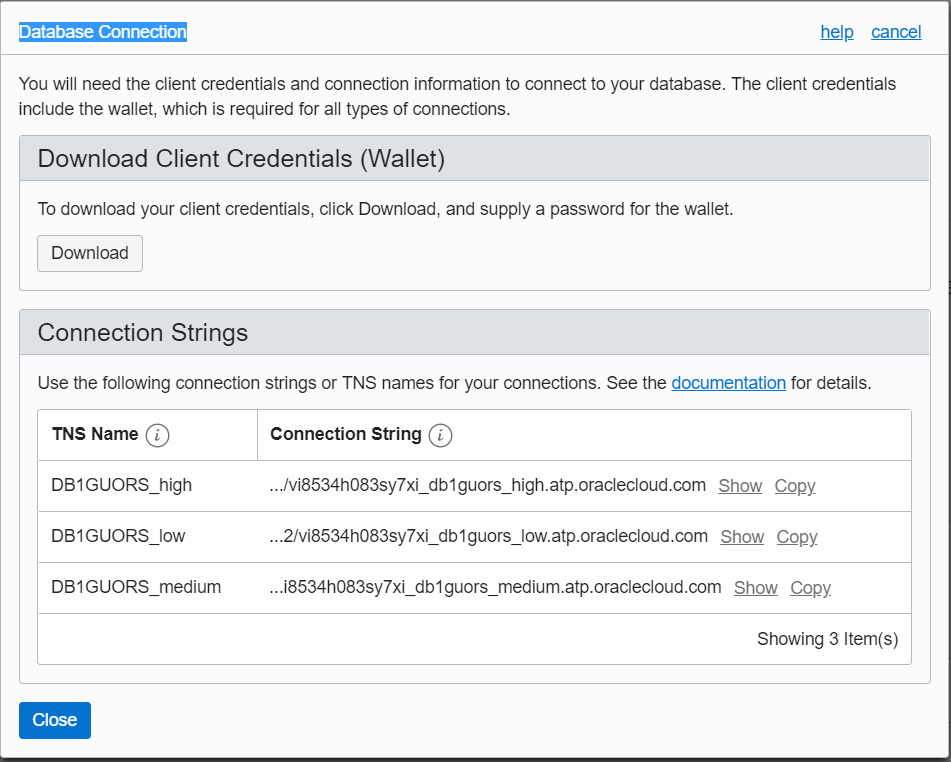 Database Connection
help cancel
You will need the client credentials and connection information to connect to your database. The client credentials
include the wallet, which is required for all types of connections.
Download Client Credentials (Wallet)
To download your client credentials, click Download, and supply a password for the wallet.
Download
Connection Strings
Use the following connection strings or TNS names for your connections. See the documentation for details.
TNS Name i Connection String i
DB1GUORS_high .../vi8534h083sy7xi_db1guors_high.atp.oraclecloud.com Show Copy
DB1GUORS_low ...2/vi8534h083sy7xi_db1guors_low.atp.oraclecloud.com Show Copy
DB1GUORS_medium ...i8534h083sy7xi_db1guors_medium.atp.oraclecloud.com Show Copy
Showing 3 Item(s)
Close